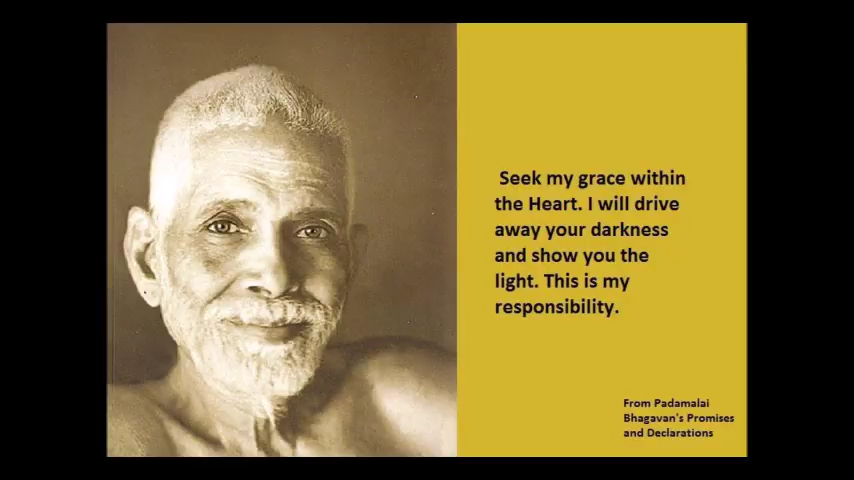 Seek my grace within
the Heart. I will drive
away your darkness
and show you the
light. This is my
responsibility.
From Padamalai
Bhagavan's Promises
and Declarations